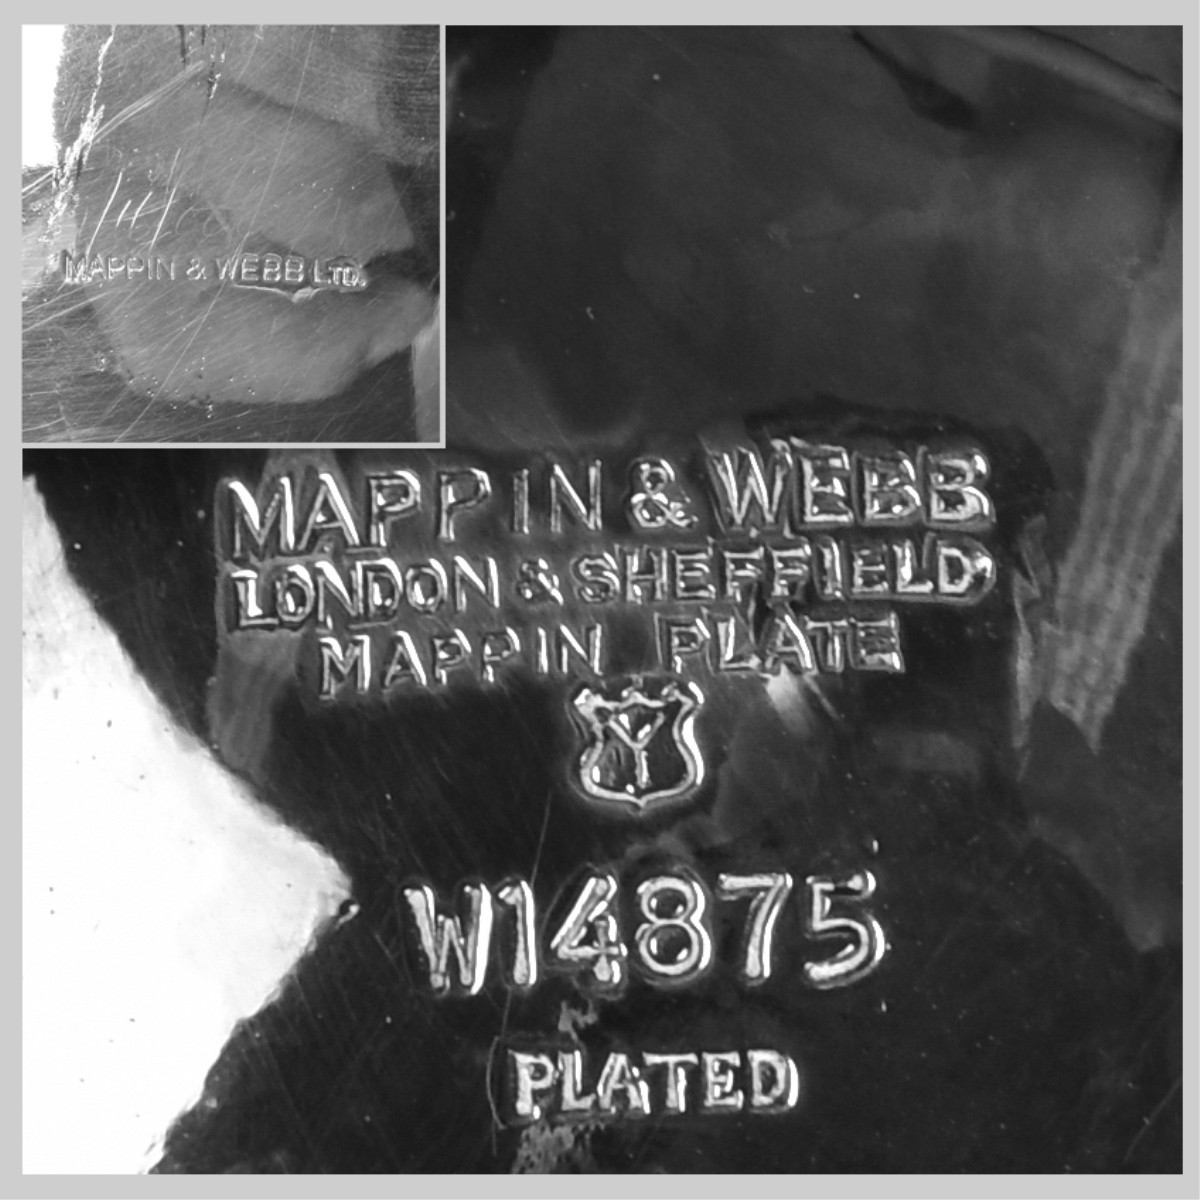 MAPPIN & WEBB LTD.
MAPPIN & WEBB
LONDON & SHEFFIELD
MAPPIN PLATE
Y
W14875
PLATED